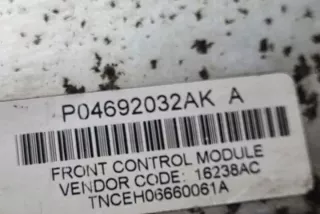 P04692032AK A
FRONT CONTROL MODULE
VENDOR CODE: 16238AC
TNCEH06660061A